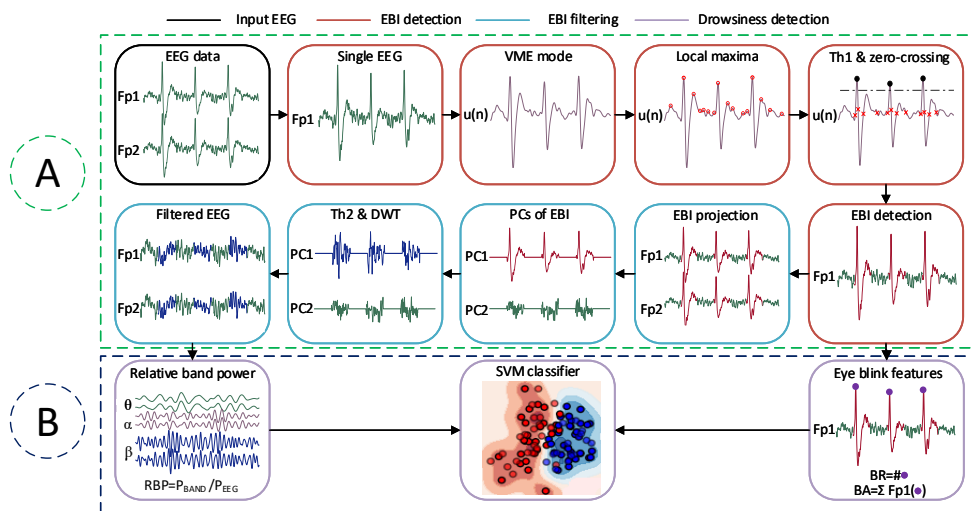 Input EEG
EBI detection
EBI filtering
Drowsiness detection
A
EEG data
Fp1
Fp2
Single EEG
Fp1
VME mode
u(n)
Local maxima
u(n)
Th1 & zero-crossing
u(n)
Filtered EEG
Fp1
Fp2
Th2 & DWT
PC1
PC2
PCs of EBI
PC1
PC2
EBI projection
Fp1
Fp2
EBI detection
Fp1
B
Relative band power
θ
α
β
RBP=P_BAND/P_EEG
SVM classifier
Eye blink features
Fp1
BR=#
BA=Σ Fp1( )